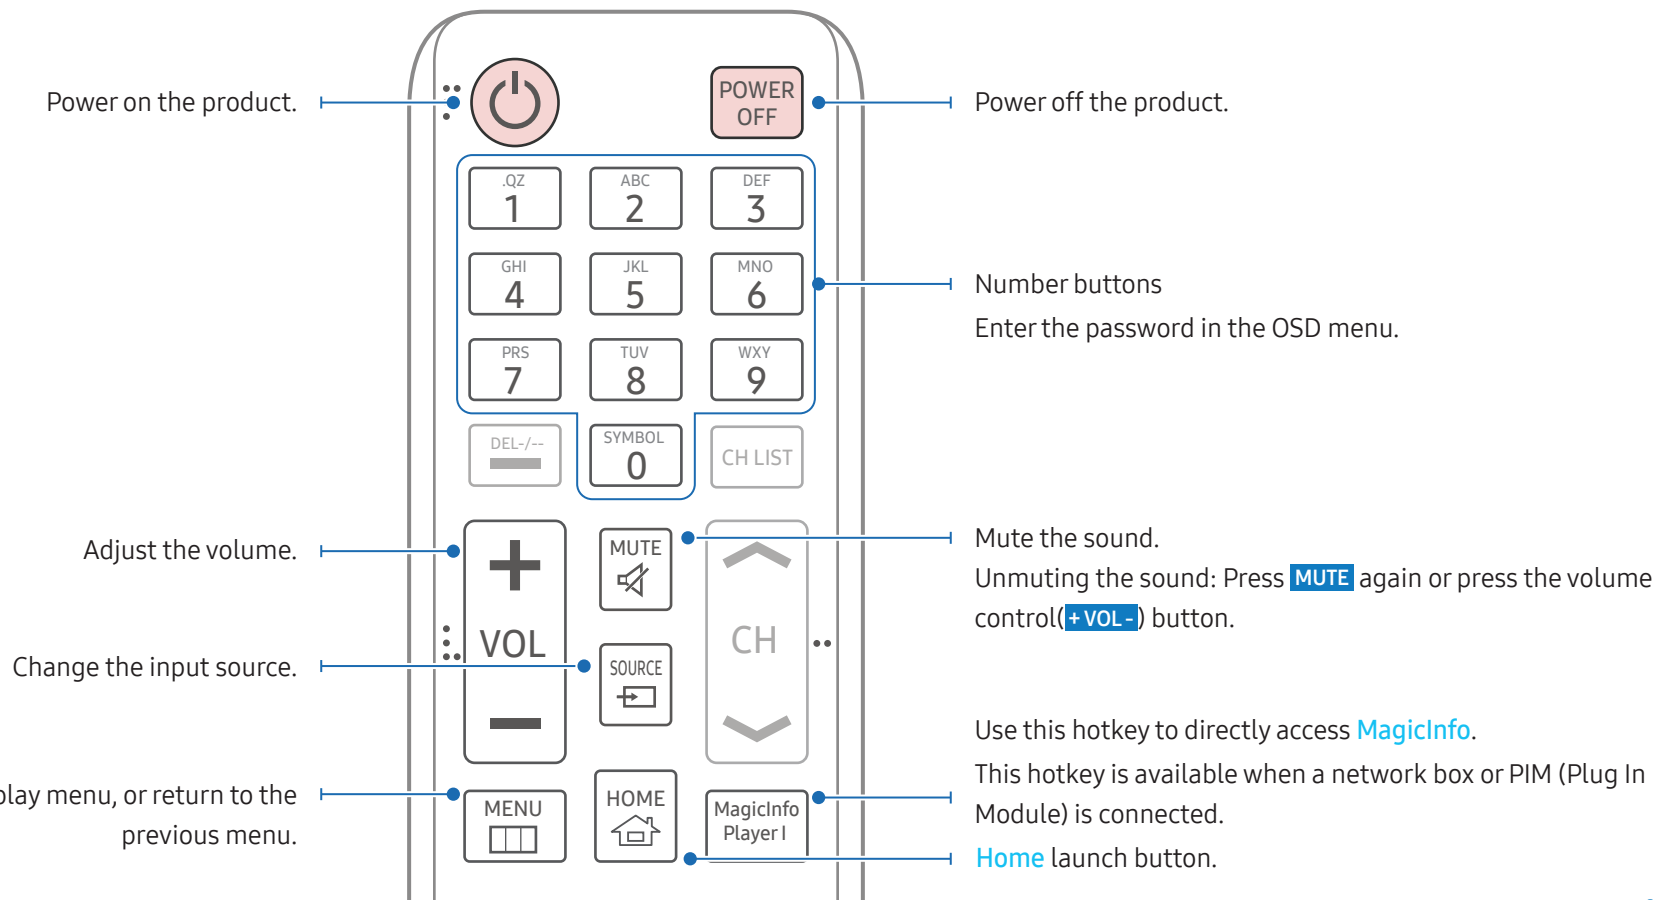 Power on the product.
POWER
OFF
Power off the product.
.QZ
1
ABC
2
DEF
3
GHI
4
JKL
5
MNO
6
Number buttons
Enter the password in the OSD menu.
PRS
7
TUV
8
WXY
9
DEL-/--
SYMBOL
0
CH LIST
Adjust the volume.
VOL
MUTE
CH
Mute the sound.
Unmuting the sound: Press MUTE again or press the volume
control(+ VOL -) button.
Change the input source.
SOURCE
Use this hotkey to directly access MagicInfo.
This hotkey is available when a network box or PIM (Plug In
Module) is connected.
menu, or return to the
previous menu.
MENU
HOME
MagicInfo
Player I
Home launch button.